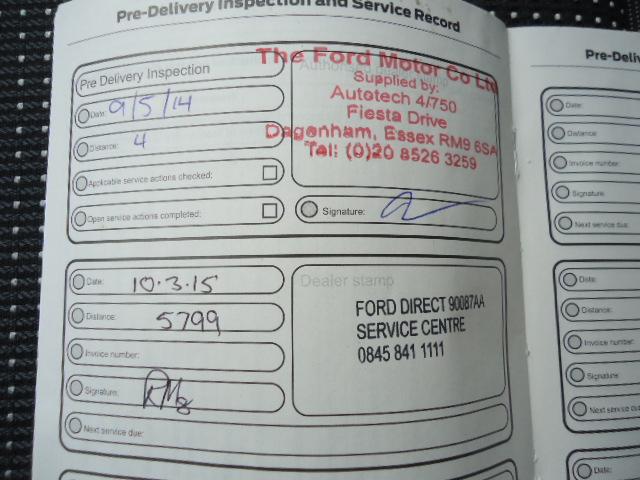 Pre-Delivery Inspection and Service Record
Pre Delivery Inspection
Date: 9/5/14
Distance: 4
Applicable service actions checked:
Open service actions completed:
The Ford Motor Co Ltd
Supplied by:
Autotech 4/750
Fiesta Drive
Dagenham, Essex RM9 6SA
Tel: (0)20 8526 3259
Signature:
Date: 10.3.15
Distance: 5799
Invoice number:
Signature:
Next service due:
Dealer stamp
FORD DIRECT 90087AA
SERVICE CENTRE
0845 841 1111
Pre-Deliv
Date:
Distance:
Invoice number:
Signature:
Next service due:
Date:
Distance:
Invoice number:
Signature:
Next service du
Date: